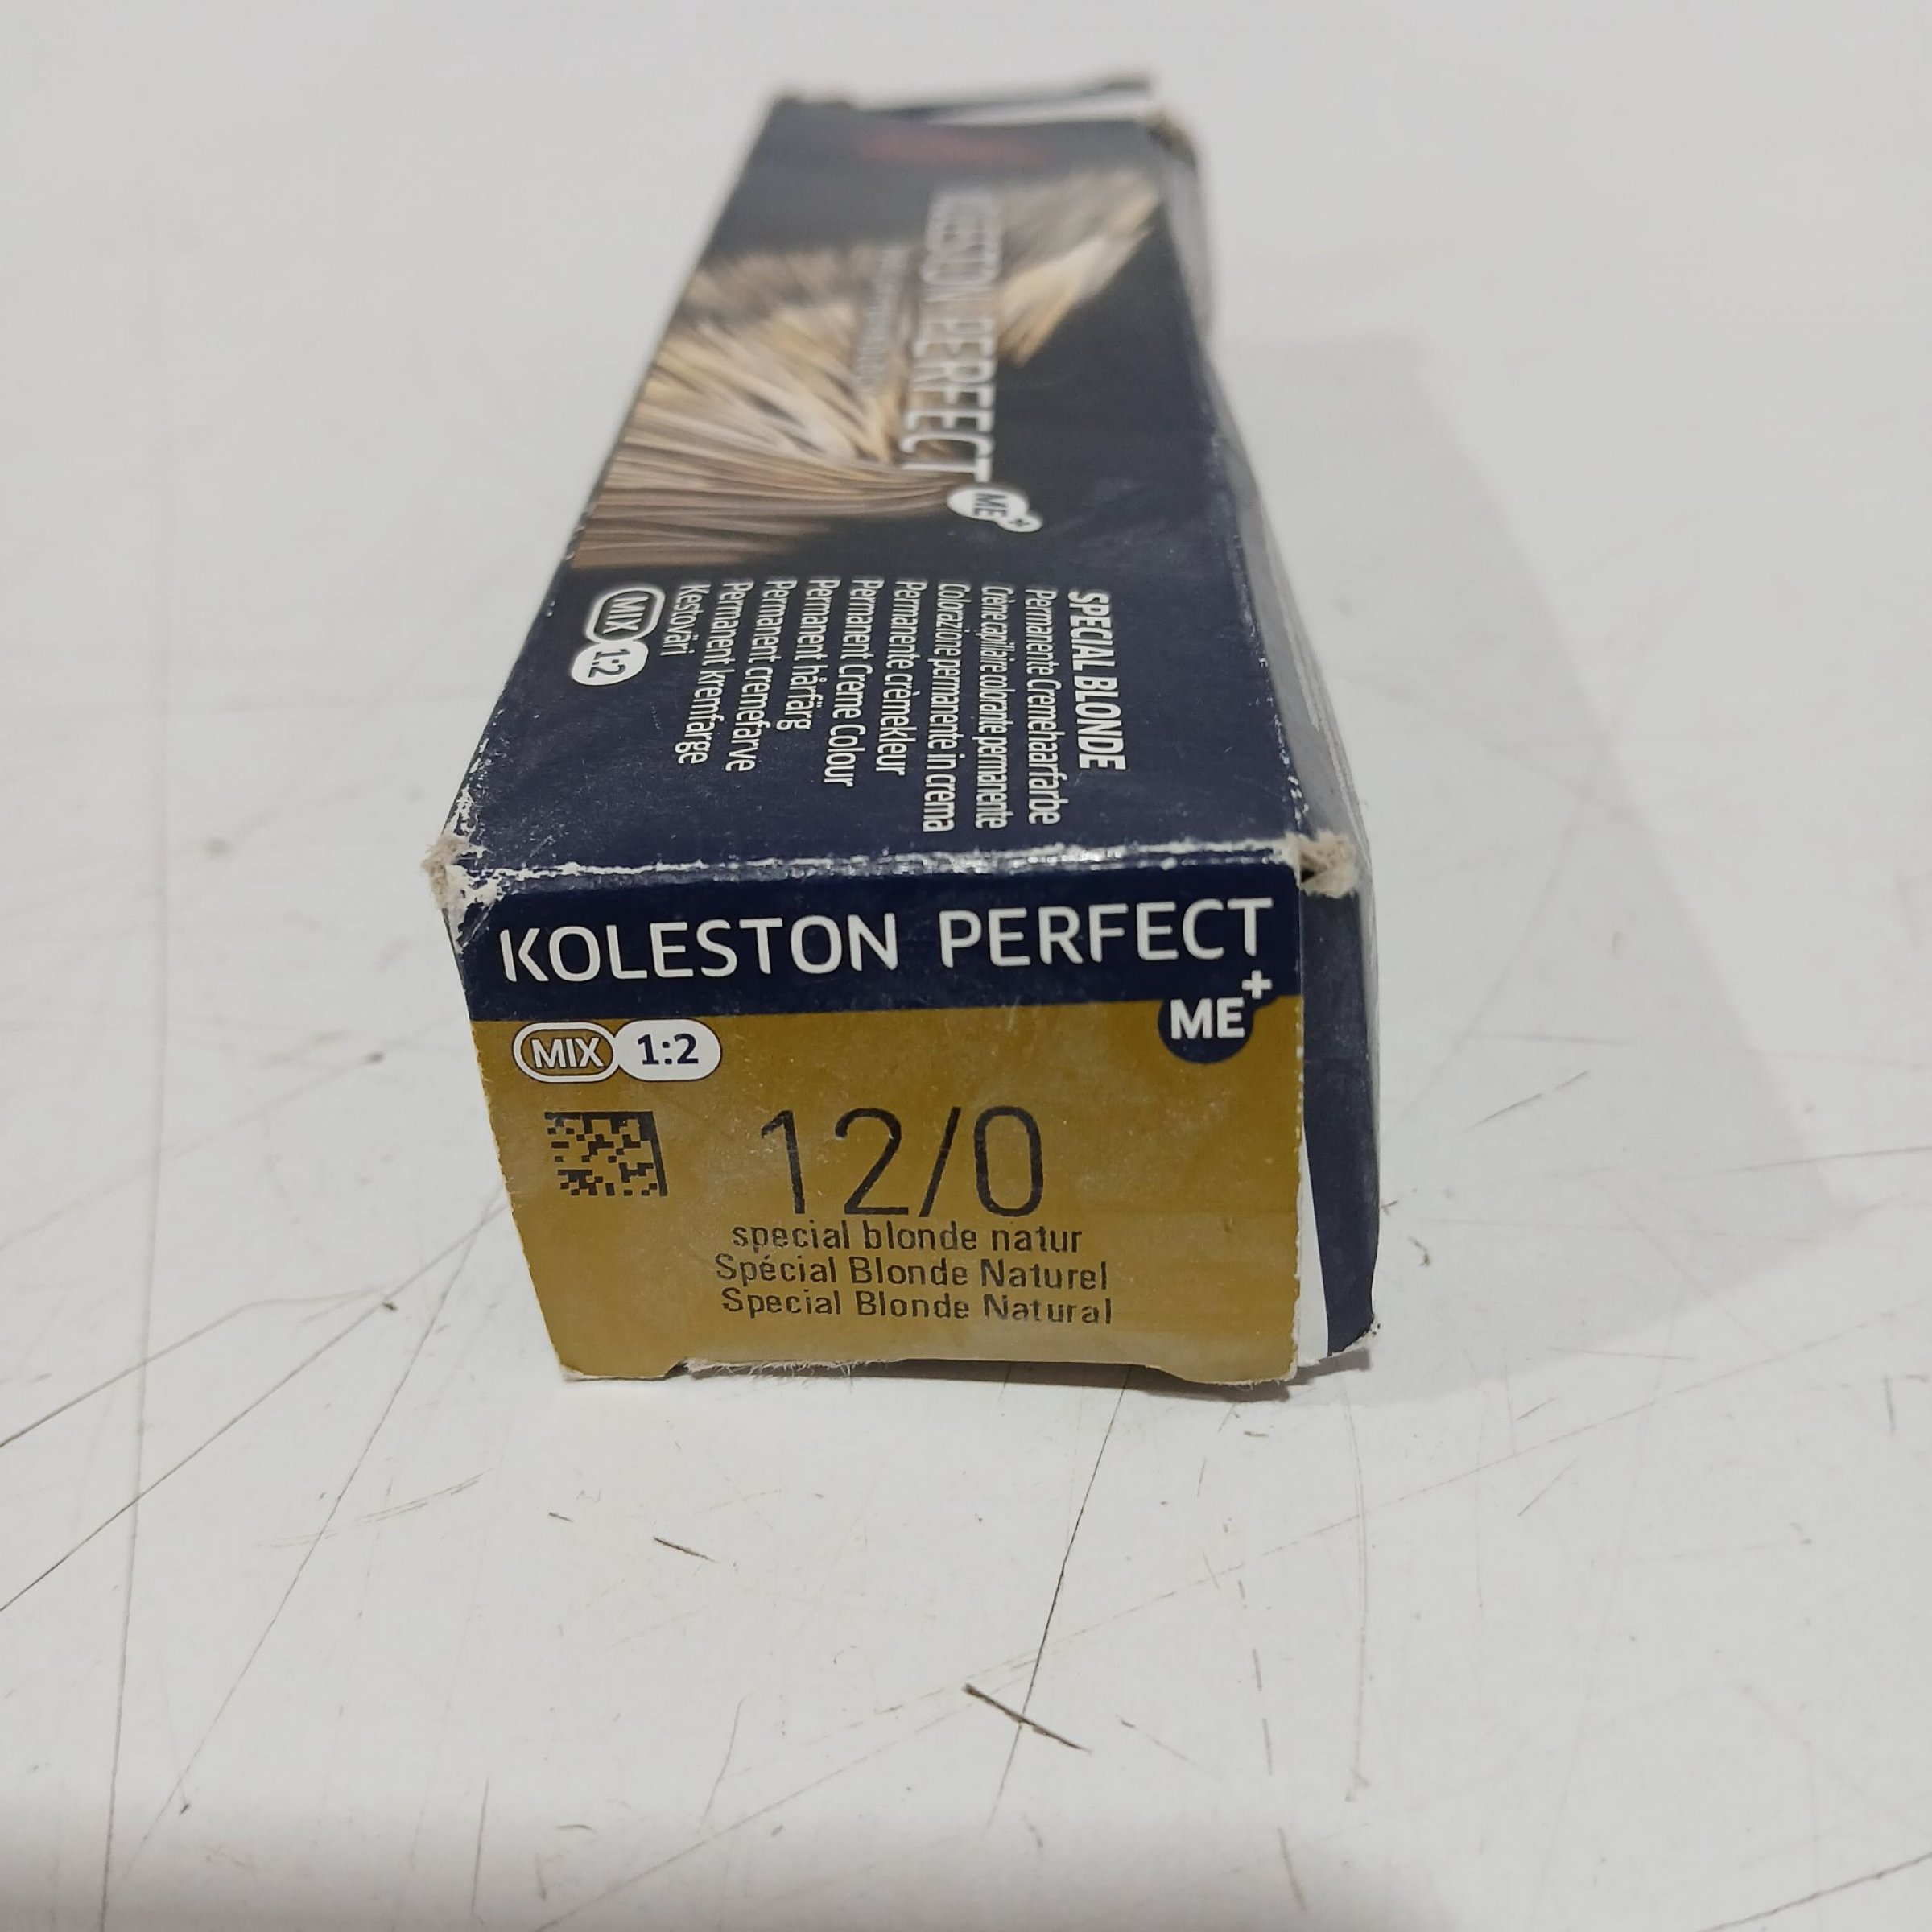 KOLESTON PERFECT
ME+
SPECIAL BLONDE
Permanente Cremehaarfarbe
Crème capillaire colorante permanente
Colorazione permanente in crema
Permanente crèmekleur
Permanent Creme Colour
Permanent hårfärg
Permanent cremefarve
Permanent kremfarge
Kestoväri
MIX 1:2
KOLESTON PERFECT
ME+
MIX 1:2
12/0
special blonde natur
Spécial Blonde Naturel
Special Blonde Natural